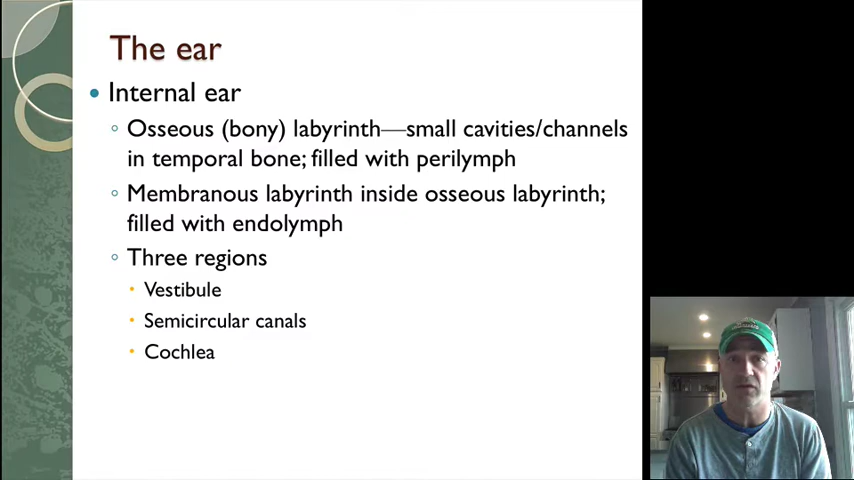 The ear
• Internal ear
◦ Osseous (bony) labyrinth—small cavities/channels
in temporal bone; filled with perilymph
◦ Membranous labyrinth inside osseous labyrinth;
filled with endolymph
◦ Three regions
• Vestibule
• Semicircular canals
• Cochlea